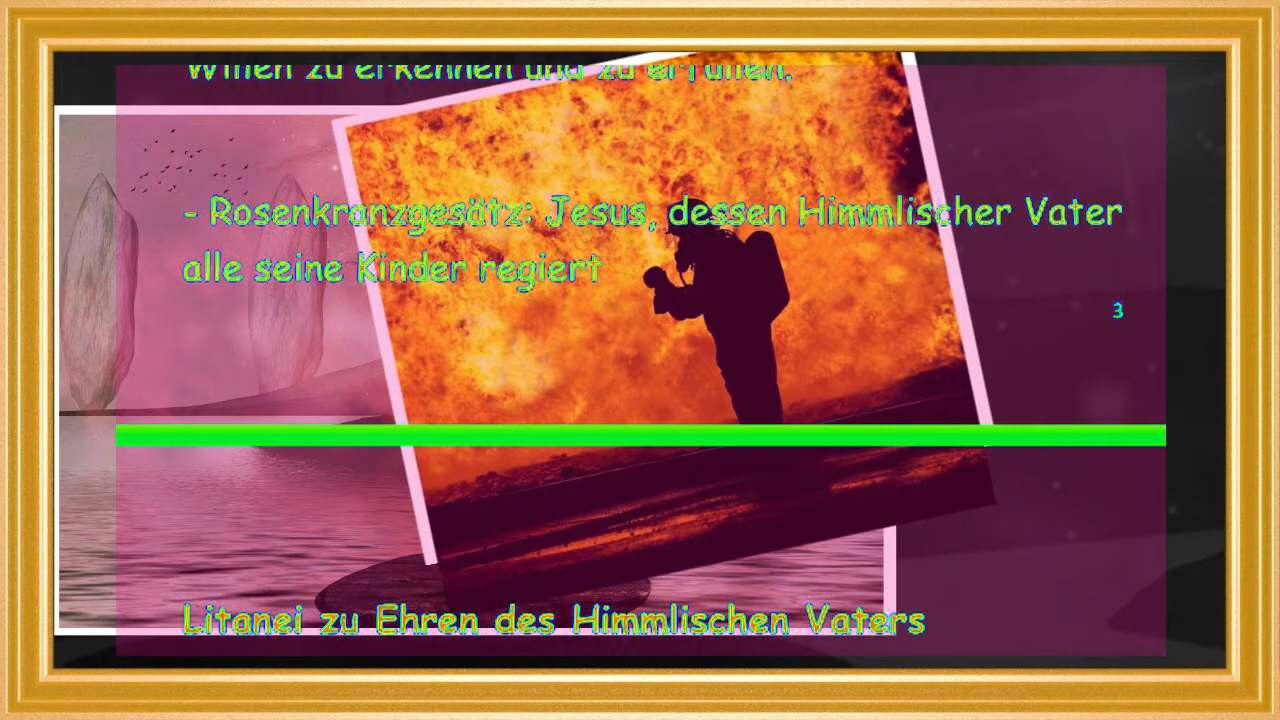 Willen zu erkennen und zu erfüllen.
- Rosenkranzgesätz: Jesus, dessen Himmlischer Vater
alle seine Kinder regiert
3
Litanei zu Ehren des Himmlischen Vaters